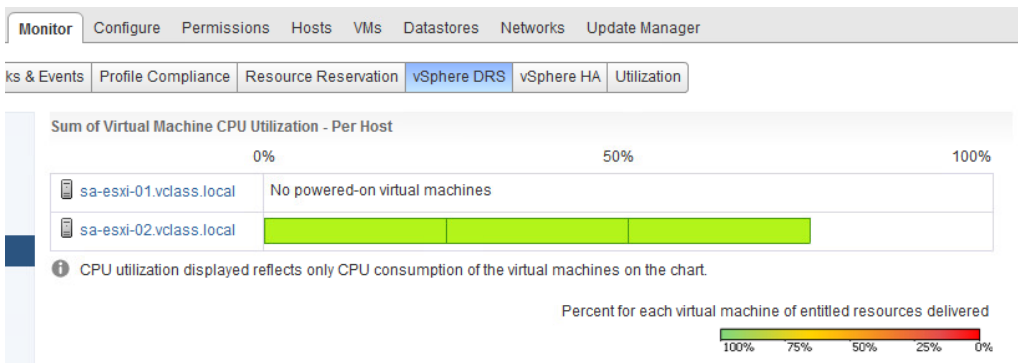 Monitor Configure Permissions Hosts VMs Datastores Networks Update Manager
ks & Events Profile Compliance Resource Reservation vSphere DRS vSphere HA Utilization
Sum of Virtual Machine CPU Utilization - Per Host
0% 50% 100%
sa-esxi-01.vclass.local No powered-on virtual machines
sa-esxi-02.vclass.local
CPU utilization displayed reflects only CPU consumption of the virtual machines on the chart.
Percent for each virtual machine of entitled resources delivered
100% 75% 50% 25% 0%